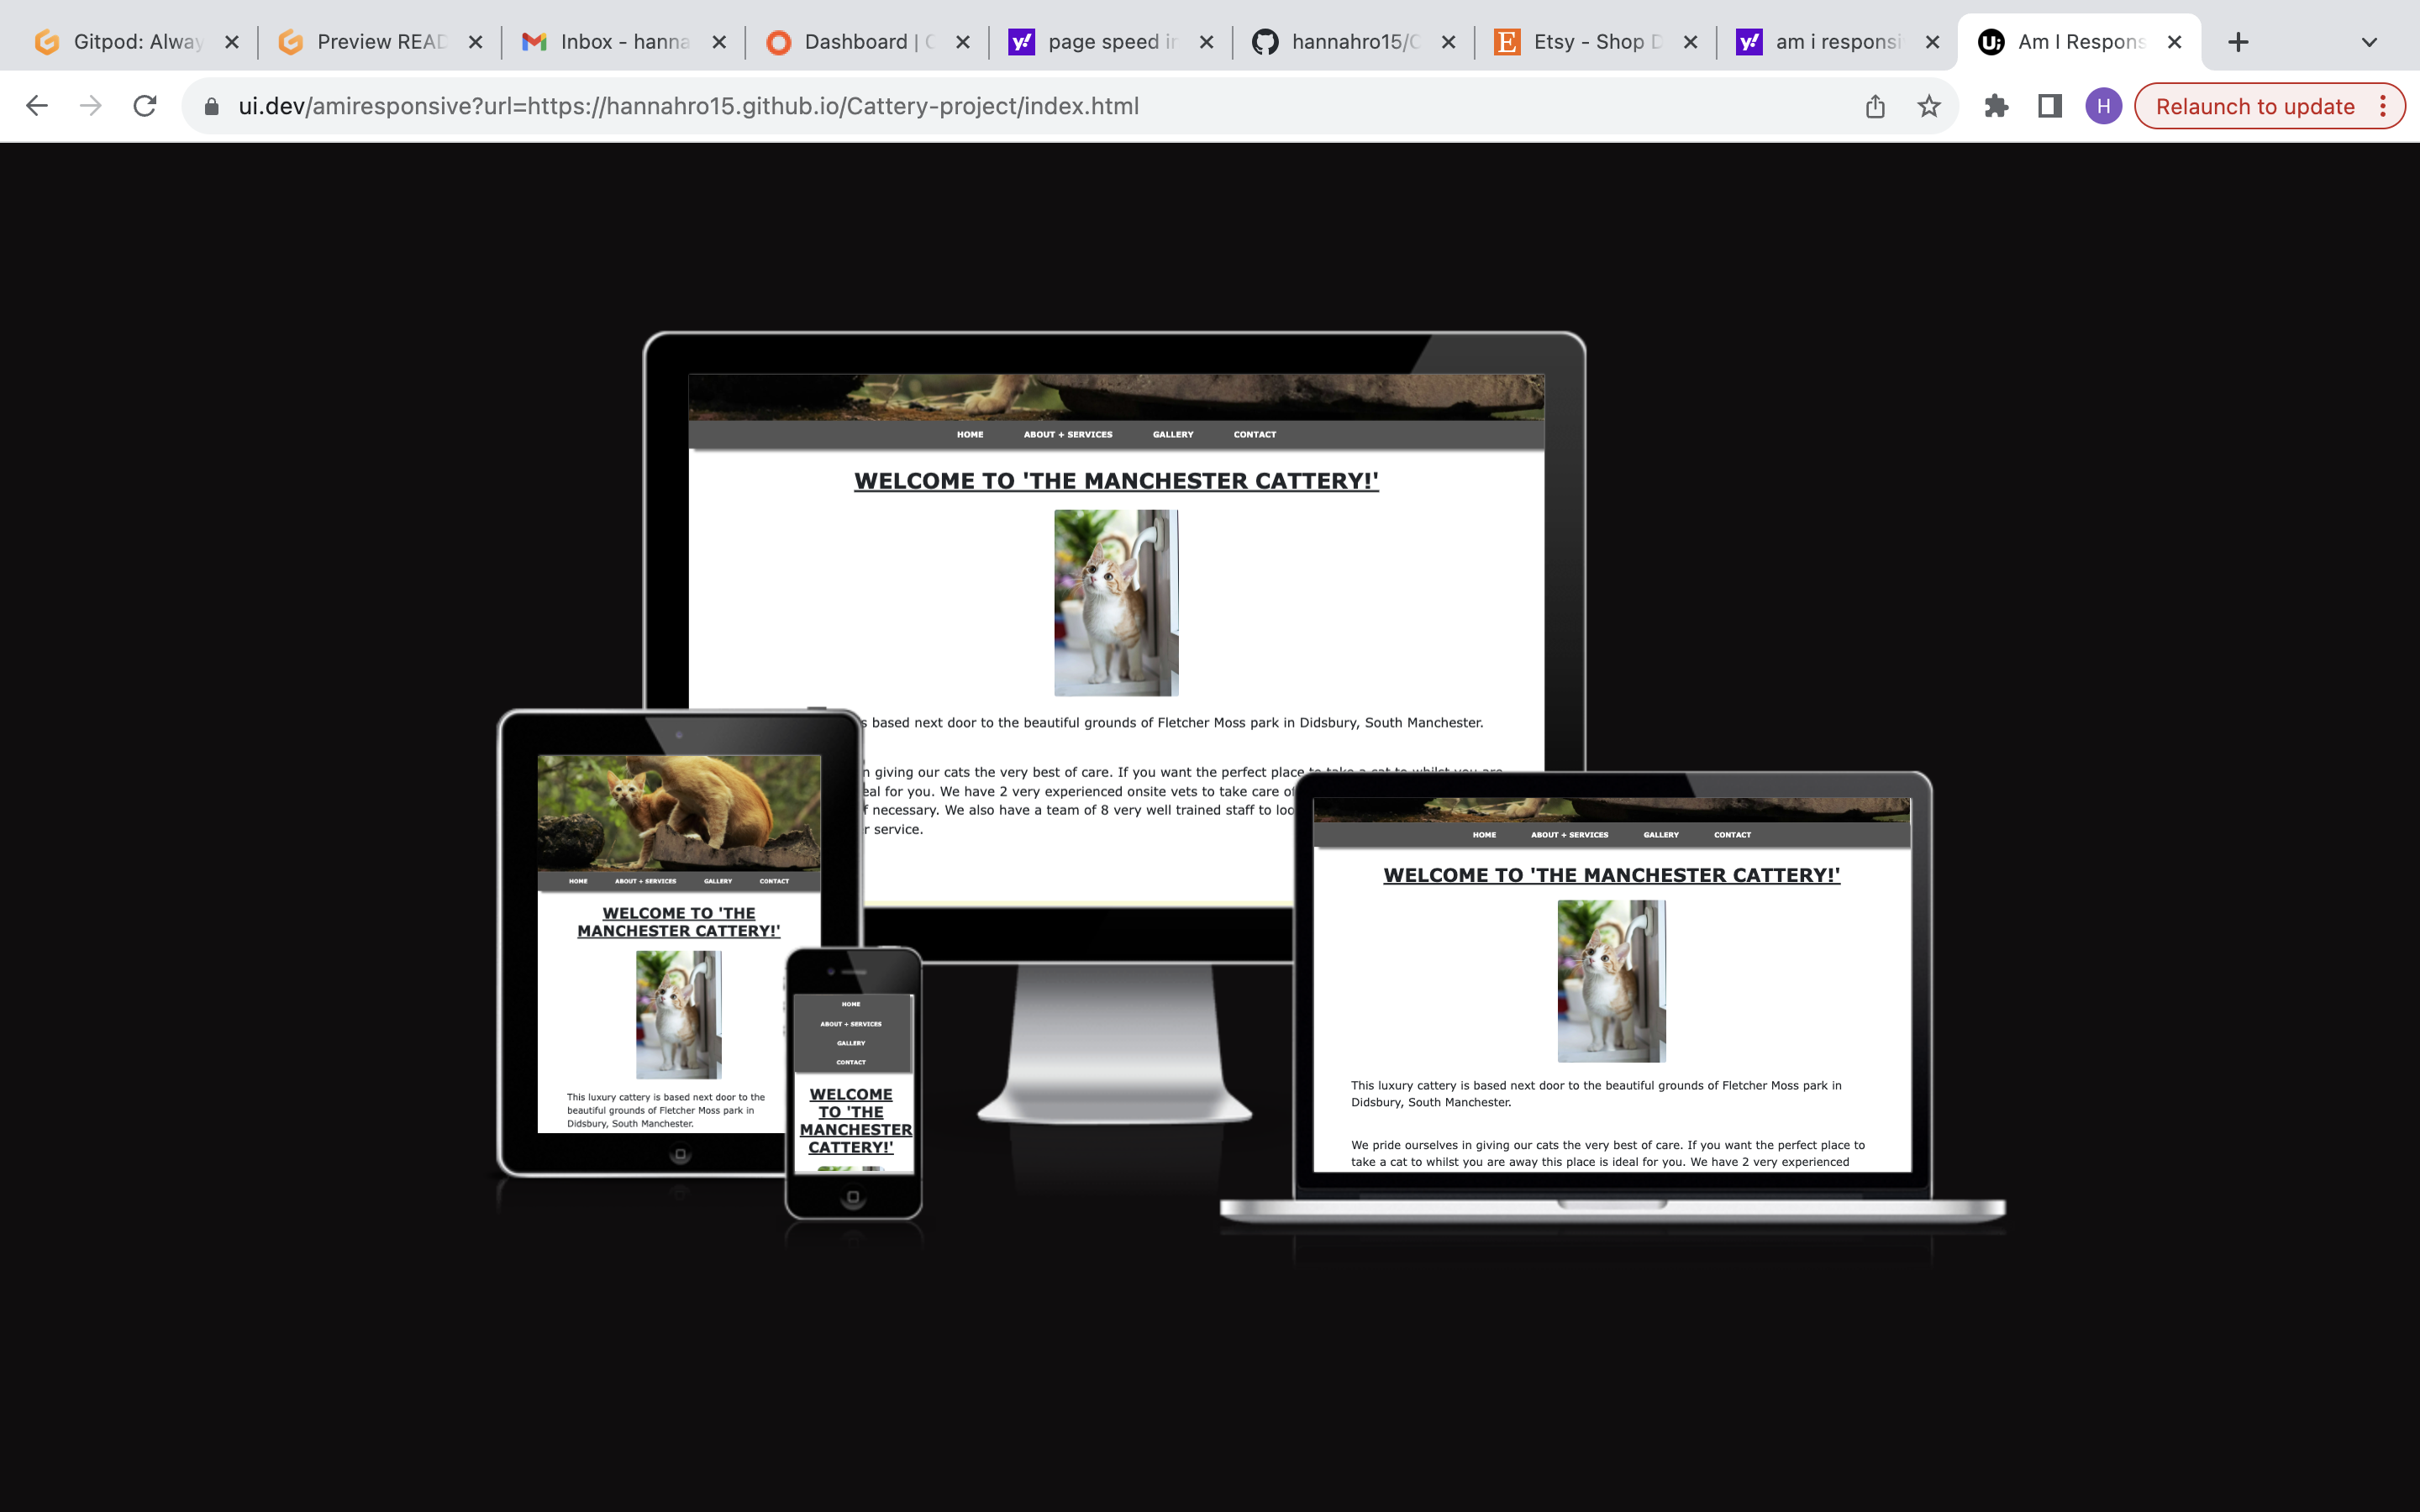 Gitpod: Alway
Preview READ
Inbox - hanna
Dashboard | C
page speed in
hannahro15/C
Etsy - Shop D
am i responsi
Am I Respons
ui.dev/amiresponsive?url=https://hannahro15.github.io/Cattery-project/index.html
H
Relaunch to update
HOME ABOUT + SERVICES GALLERY CONTACT
WELCOME TO 'THE MANCHESTER CATTERY!'
based next door to the beautiful grounds of Fletcher Moss park in Didsbury, South Manchester.
giving our cats the very best of care. If you want the perfect place to take a cat to whilst you are
for you. We have 2 very experienced onsite vets to take care
necessary. We also have a team of 8 very well trained staff to
service.
HOME ABOUT + SERVICES GALLERY CONTACT
WELCOME TO 'THE
MANCHESTER CATTERY!'
This luxury cattery is based next door to the
beautiful grounds of Fletcher Moss park in
Didsbury, South Manchester.
HOME
ABOUT + SERVICES
GALLERY
CONTACT
WELCOME
TO 'THE
MANCHESTER
CATTERY!'
HOME ABOUT + SERVICES GALLERY CONTACT
WELCOME TO 'THE MANCHESTER CATTERY!'
This luxury cattery is based next door to the beautiful grounds of Fletcher Moss park in
Didsbury, South Manchester.
We pride ourselves in giving our cats the very best of care. If you want the perfect place to
take a cat to whilst you are away this place is ideal for you. We have 2 very experienced